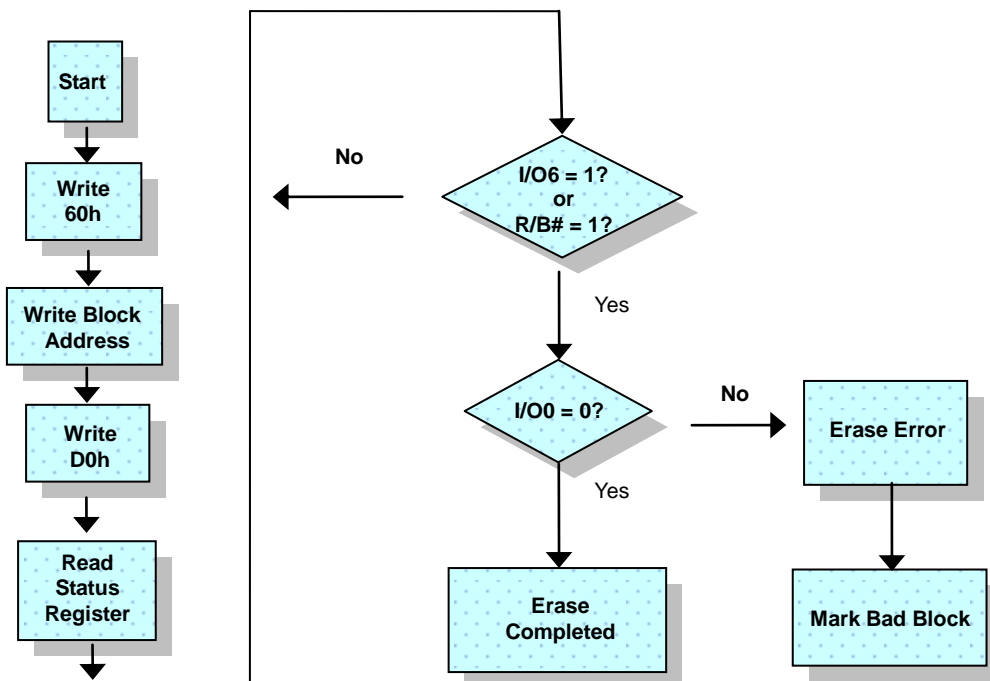 Start
Write
60h
Write Block
Address
Write
D0h
Read
Status
Register
I/O6 = 1?
or
R/B# = 1?
No
Yes
I/O0 = 0?
No
Yes
Erase Error
Erase
Completed
Mark Bad Block